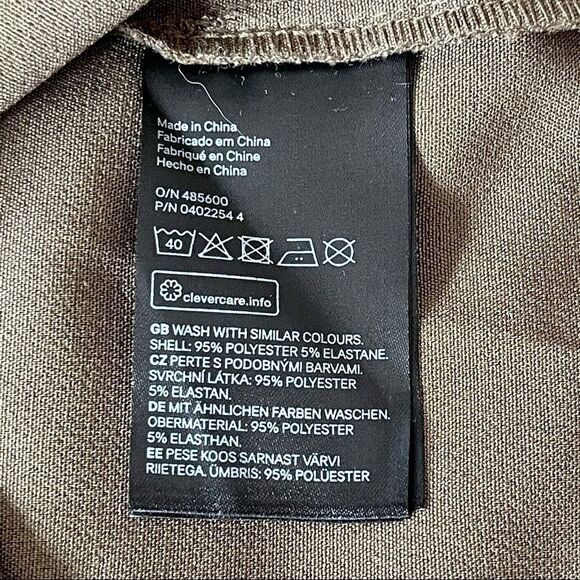 Made in China
Fabricado em China
Fabriqué en Chine
Hecho en China
O/N 485600
P/N 0402254 4
40
clevercare.info
GB WASH WITH SIMILAR COLOURS.
SHELL: 95% POLYESTER 5% ELASTANE.
CZ PERTE S PODOBNÝMI BARVAMI.
SVRCHNÍ LÁTKA: 95% POLYESTER
5% ELASTAN.
DE MIT ÄHNLICHEN FARBEN WASCHEN.
OBERMATERIAL: 95% POLYESTER
5% ELASTHAN.
EE PESE KOOS SARNAST VÄRVI
RIIETEGA. ÜMBRIS: 95% POLÜESTER